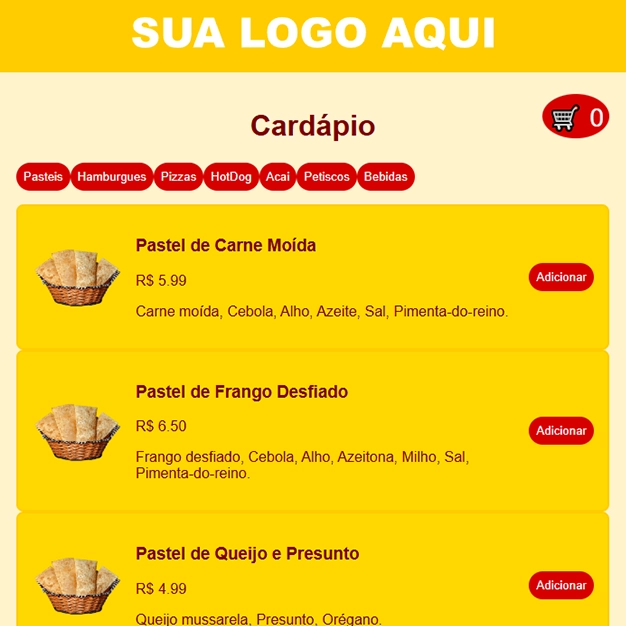 SUA LOGO AQUI
Cardápio
0
Pasteis Hamburgues Pizzas HotDog Acai Petiscos Bebidas
Pastel de Carne Moída
R$ 5.99
Adicionar
Carne moída, Cebola, Alho, Azeite, Sal, Pimenta-do-reino.
Pastel de Frango Desfiado
R$ 6.50
Adicionar
Frango desfiado, Cebola, Alho, Azeitona, Milho, Sal,
Pimenta-do-reino.
Pastel de Queijo e Presunto
R$ 4.99
Adicionar
Queijo mussarela, Presunto, Orégano.